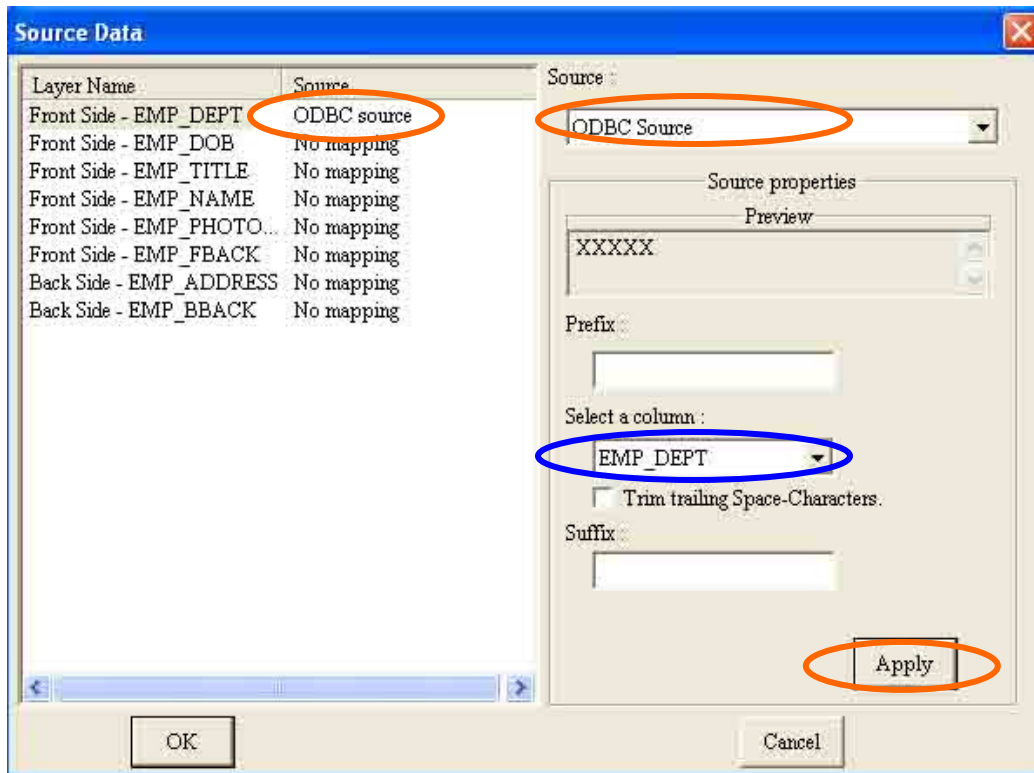 Source Data
Layer Name Source
Front Side - EMP_DEPT ODBC source
Front Side - EMP_DOB No mapping
Front Side - EMP_TITLE No mapping
Front Side - EMP_NAME No mapping
Front Side - EMP_PHOTO... No mapping
Front Side - EMP_FBACK No mapping
Back Side - EMP_ADDRESS No mapping
Back Side - EMP_BBACK No mapping
Source :
ODBC Source
Source properties
Preview
XXXXX
Prefix :
Select a column :
EMP_DEPT
Trim trailing Space-Characters.
Suffix :
Apply
OK Cancel